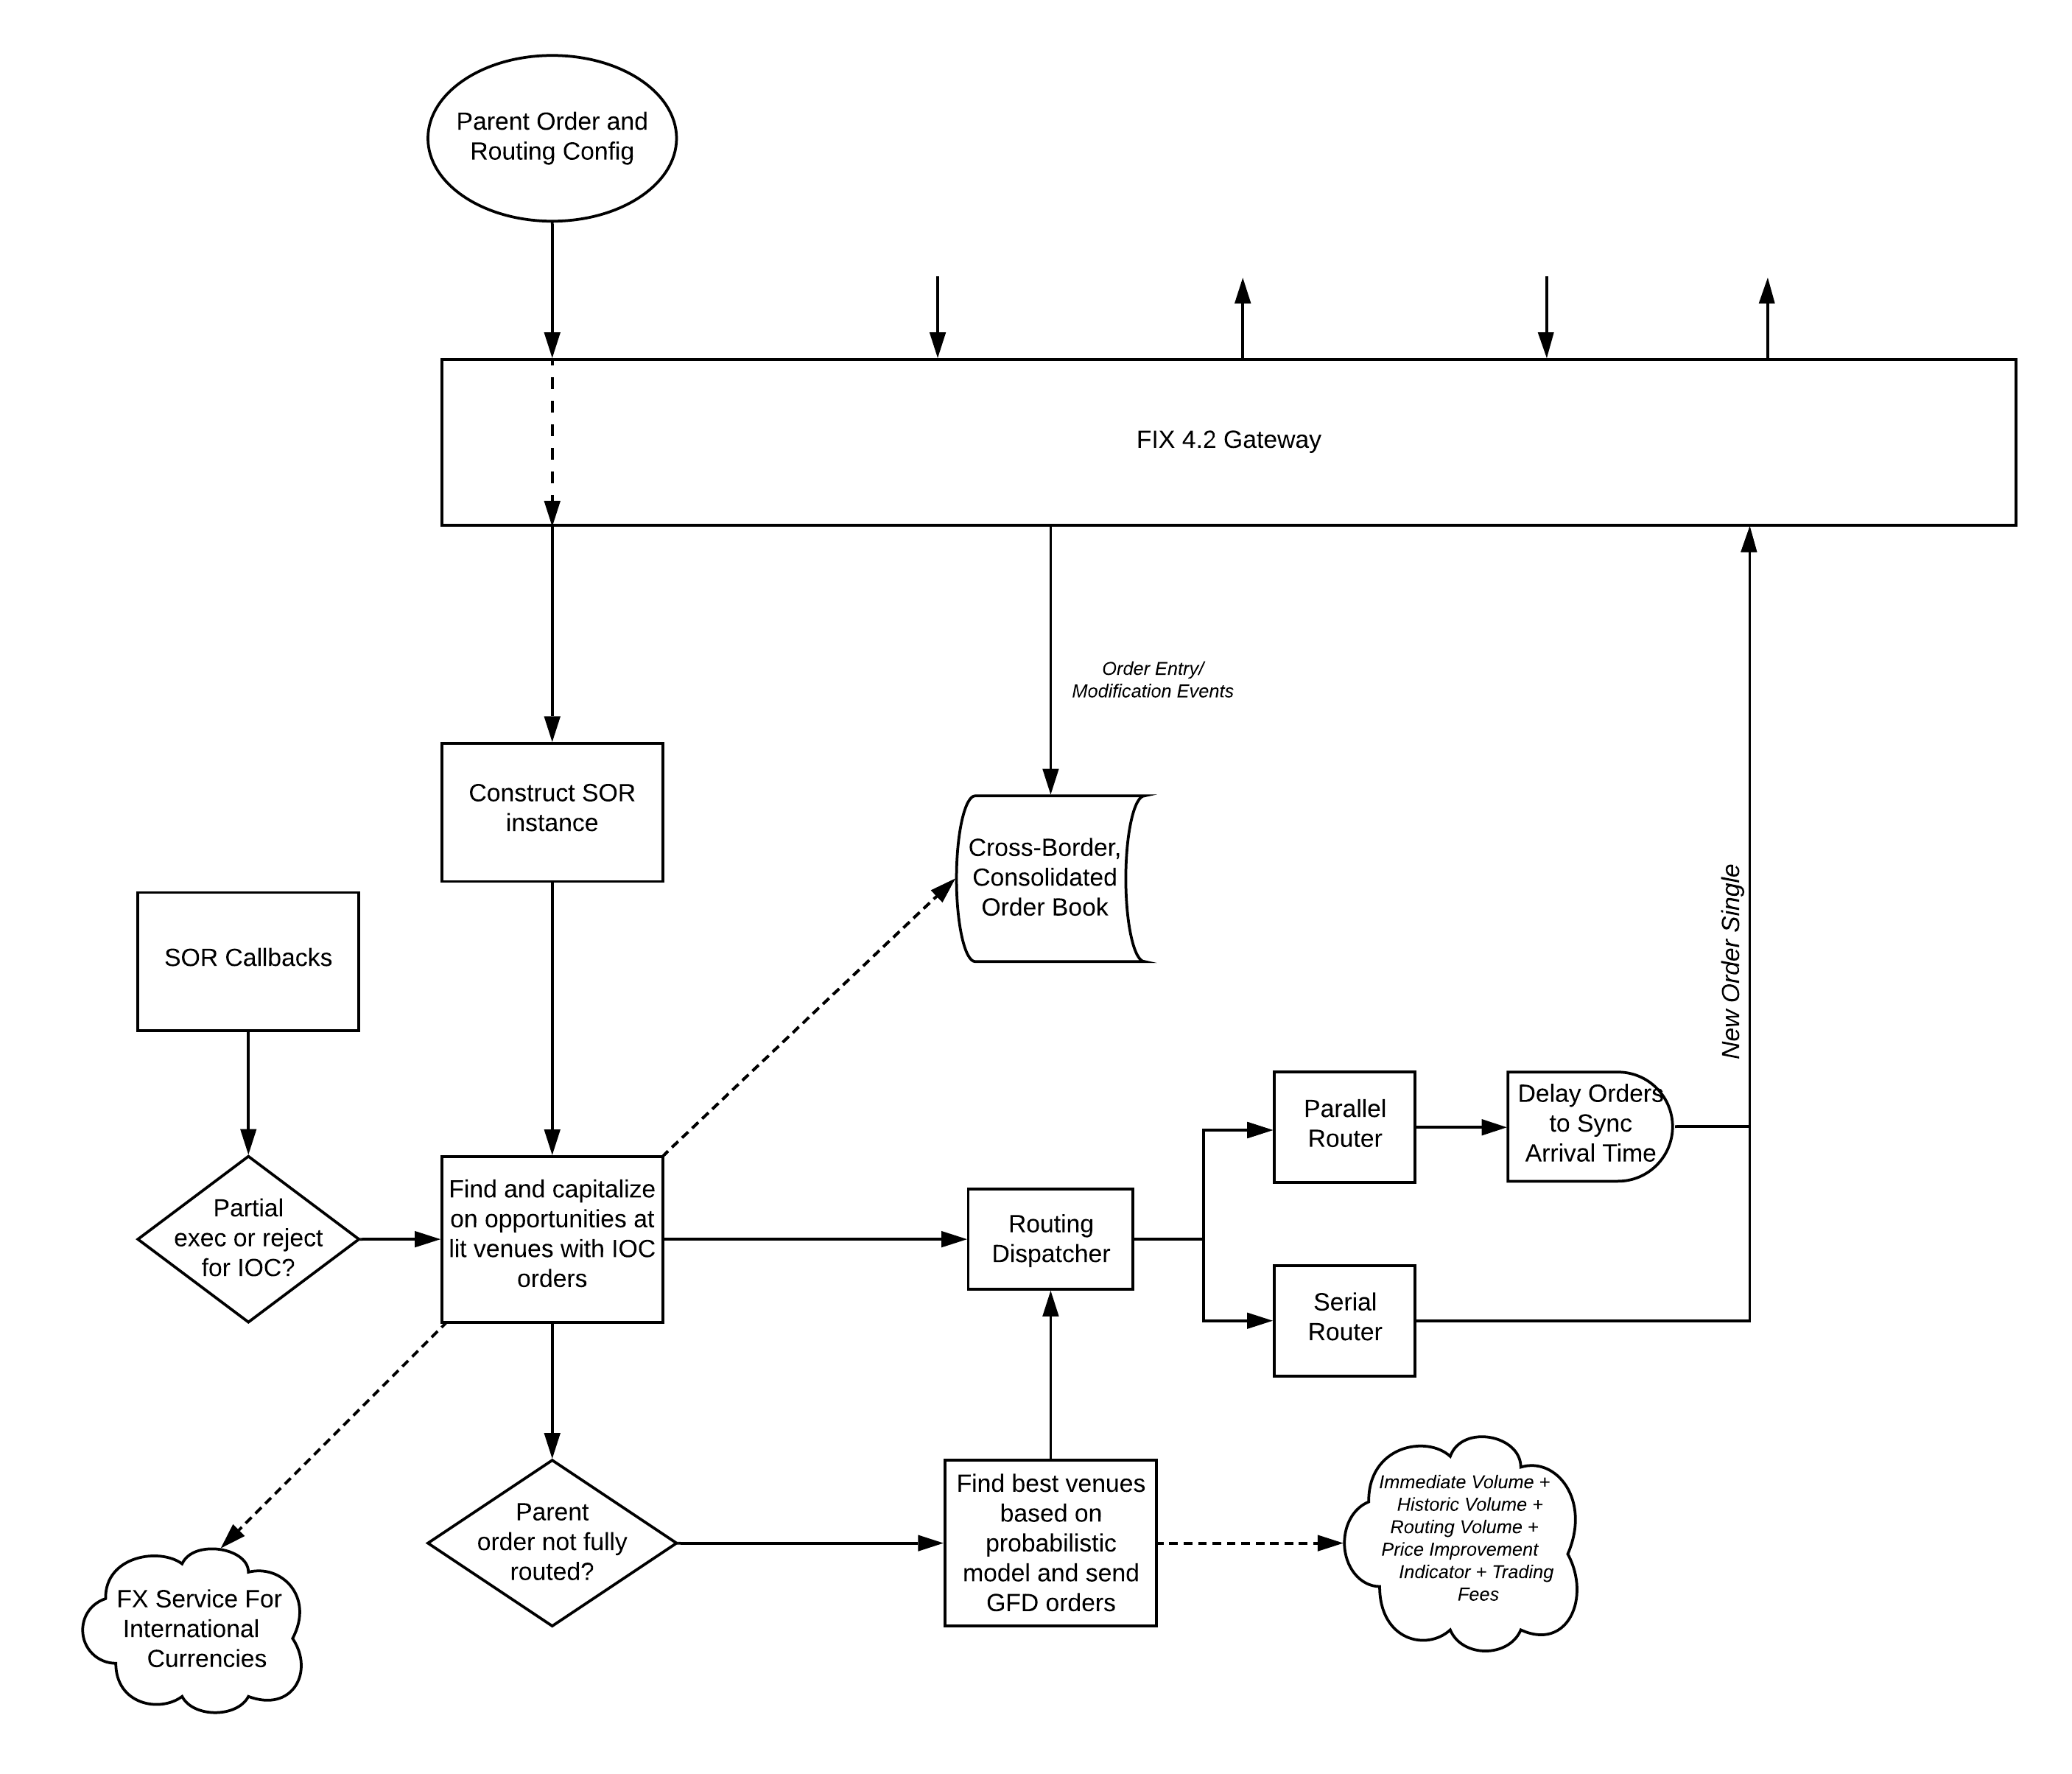 Parent Order and
Routing Config
FIX 4.2 Gateway
Order Entry/
Modification Events
Construct SOR
instance
Cross-Border,
Consolidated
Order Book
SOR Callbacks
New Order Single
Parallel
Router
Delay Orders
to Sync
Arrival Time
Partial
exec or reject
for IOC?
Find and capitalize
on opportunities at
lit venues with IOC
orders
Routing
Dispatcher
Serial
Router
Parent
order not fully
routed?
Find best venues
based on
probabilistic
model and send
GFD orders
Immediate Volume +
Historic Volume +
Routing Volume +
Price Improvement
Indicator + Trading
Fees
FX Service For
International
Currencies